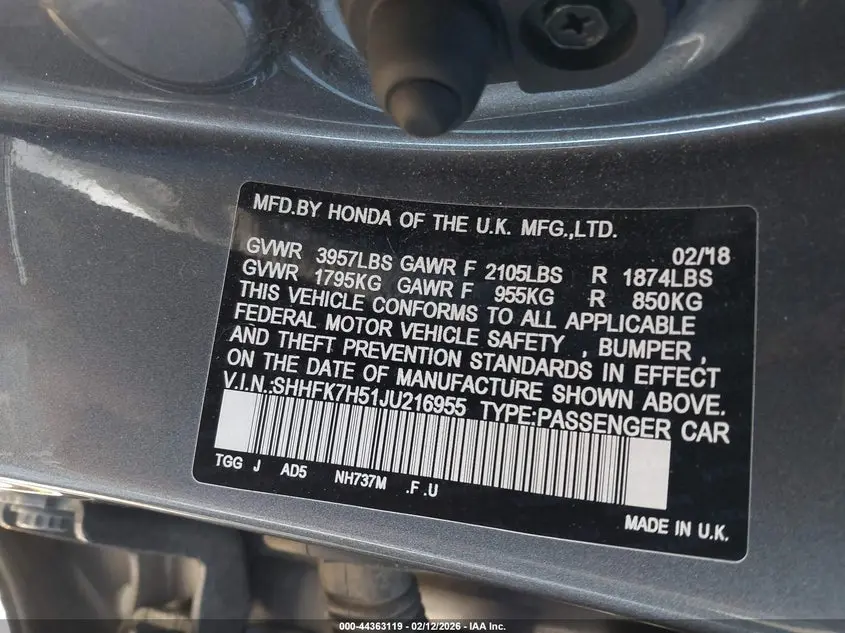 MFD.BY HONDA OF THE U.K. MFG.,LTD.
02/18
GVWR 3957LBS GAWR F 2105LBS R 1874LBS
GVWR 1795KG GAWR F 955KG R 850KG
THIS VEHICLE CONFORMS TO ALL APPLICABLE
FEDERAL MOTOR VEHICLE SAFETY , BUMPER ,
AND THEFT PREVENTION STANDARDS IN EFFECT
ON THE DATE OF MANUFACTURE SHOWN ABOVE.
V.I.N.:SHHFK7H51JU216955 TYPE:PASSENGER CAR
TGG J AD5 NH737M .F .U
MADE IN U.K.
000-44363119 - 02/12/2026 - IAA Inc.